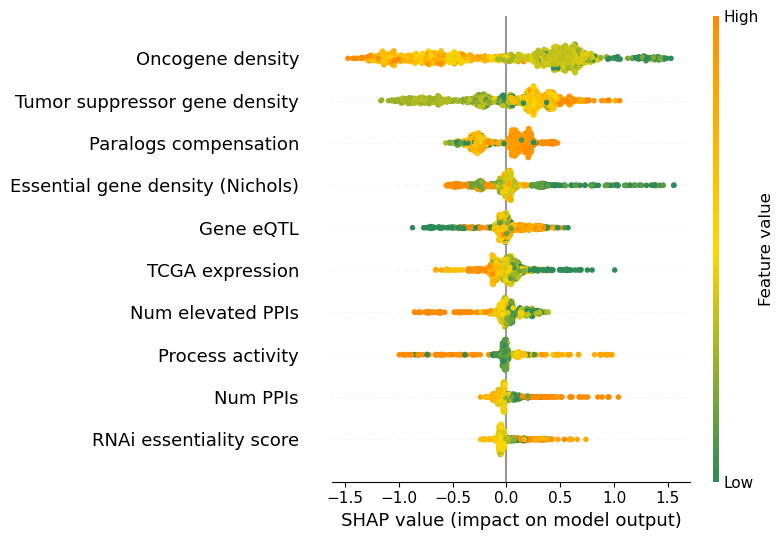 High
Oncogene density
Tumor suppressor gene density
Paralogs compensation
Essential gene density (Nichols)
Gene eQTL
TCGA expression
Num elevated PPIs
Process activity
Num PPIs
RNAi essentiality score
Feature value
Low
−1.5 −1.0 −0.5 0.0 0.5 1.0 1.5
SHAP value (impact on model output)